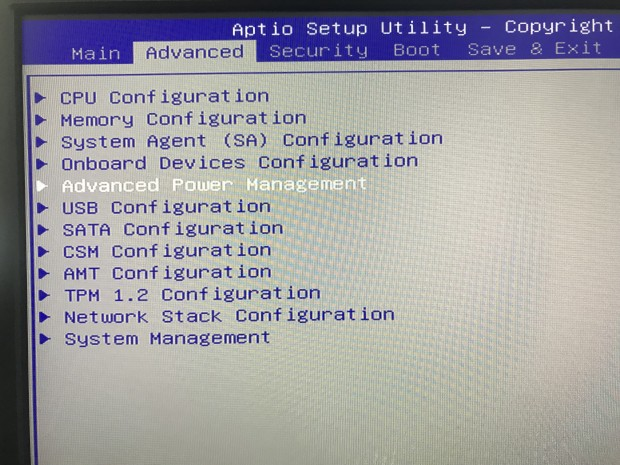 Aptio Setup Utility – Copyright
Main Advanced Security Boot Save & Exit
CPU Configuration
Memory Configuration
System Agent (SA) Configuration
Onboard Devices Configuration
Advanced Power Management
USB Configuration
SATA Configuration
CSM Configuration
AMT Configuration
TPM 1.2 Configuration
Network Stack Configuration
System Management